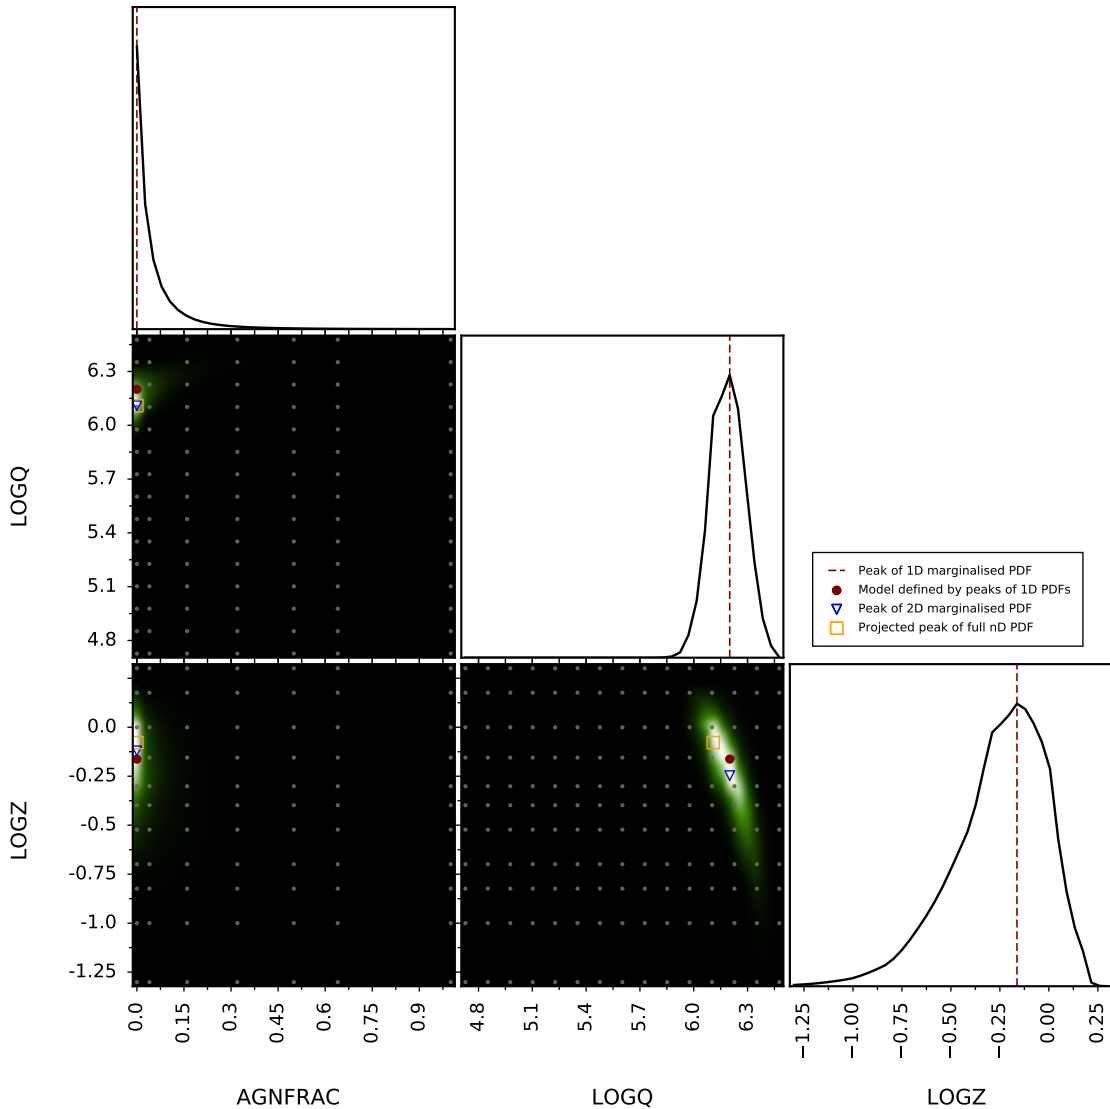 6.3
6.0
5.7
5.4
5.1
4.8
LOGQ
Peak of 1D marginalised PDF
Model defined by peaks of 1D PDFs
Peak of 2D marginalised PDF
Projected peak of full nD PDF
0.0
-0.25
-0.5
-0.75
-1.0
-1.25
LOGZ
0.0 0.15 0.3 0.45 0.6 0.75 0.9
4.8 5.1 5.4 5.7 6.0 6.3
−1.25 −1.00 −0.75 −0.50 −0.25 0.00 0.25
AGNFRAC LOGQ LOGZ